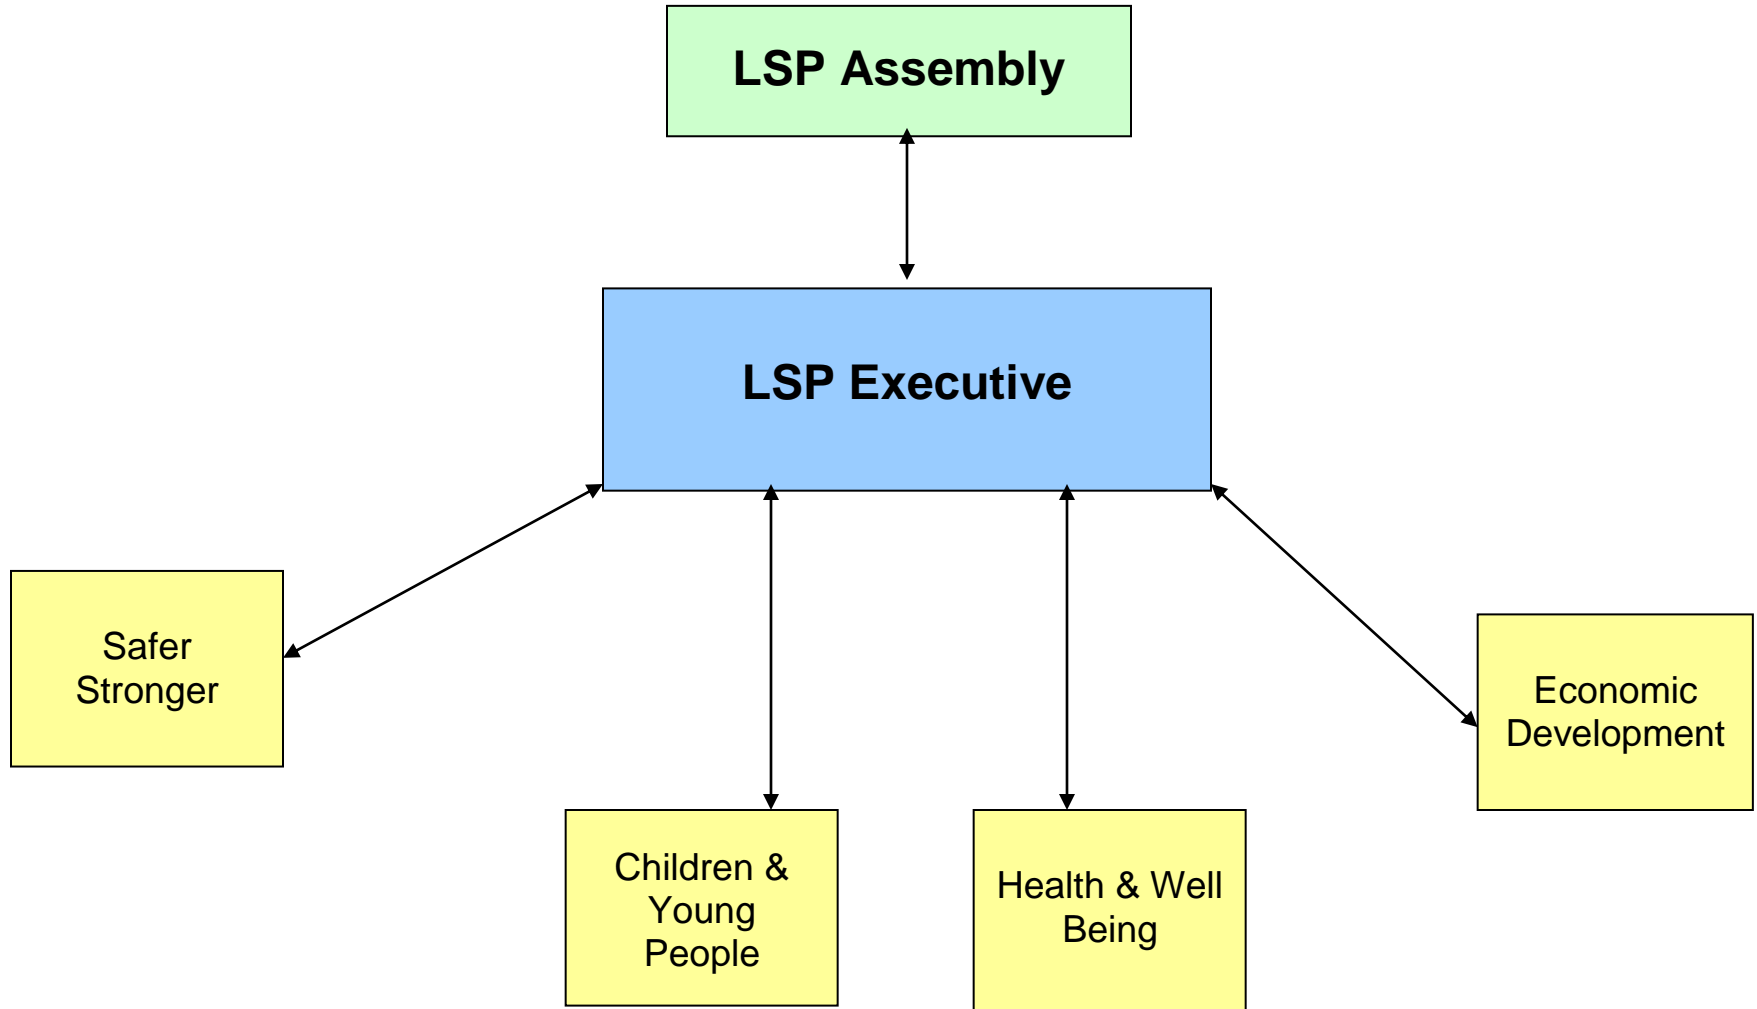 LSP Assembly
LSP Executive
Safer
Stronger
Children &
Young
People
Health & Well
Being
Economic
Development